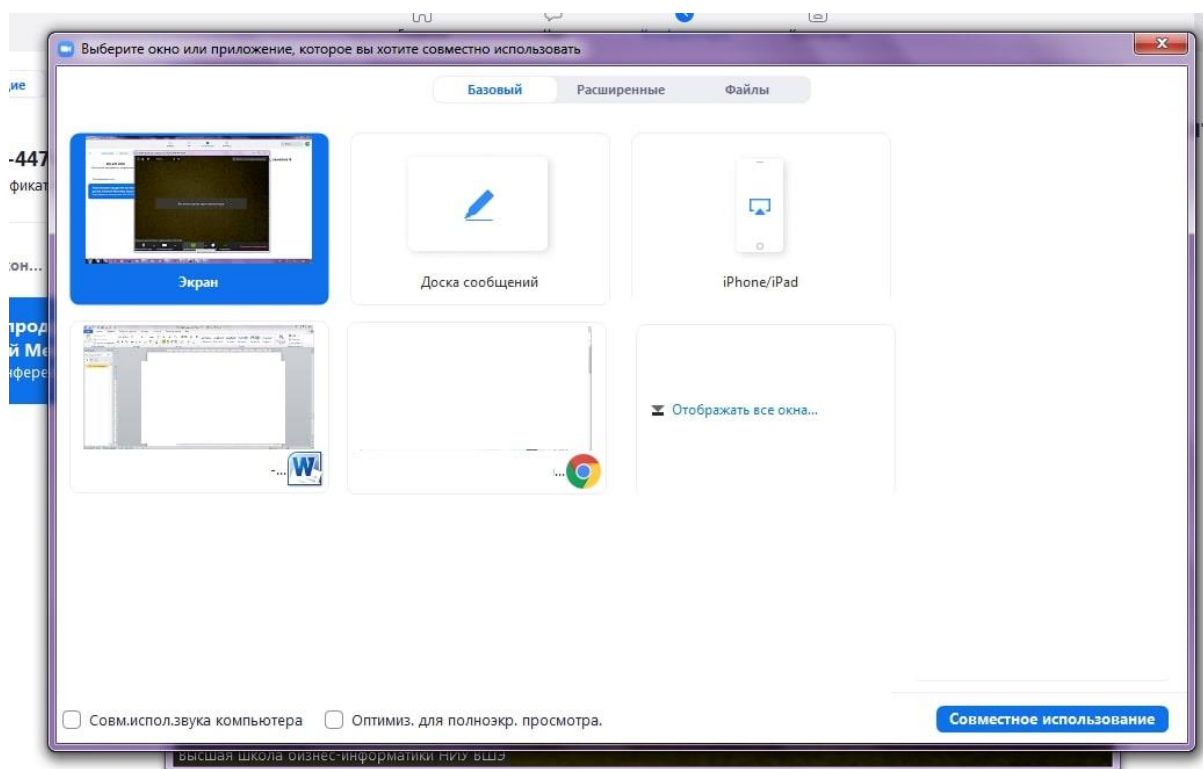 Выберите окно или приложение, которое вы хотите совместно использовать
Базовый Расширенные Файлы
-447
Экран
Доска сообщений
iPhone/iPad
-...
...
Отображать все окна...
Совм.испол.звука компьютера
Оптимиз. для полноэкр. просмотра.
Совместное использование
Высшая школа бизнес-информатики НИУ ВШЭ